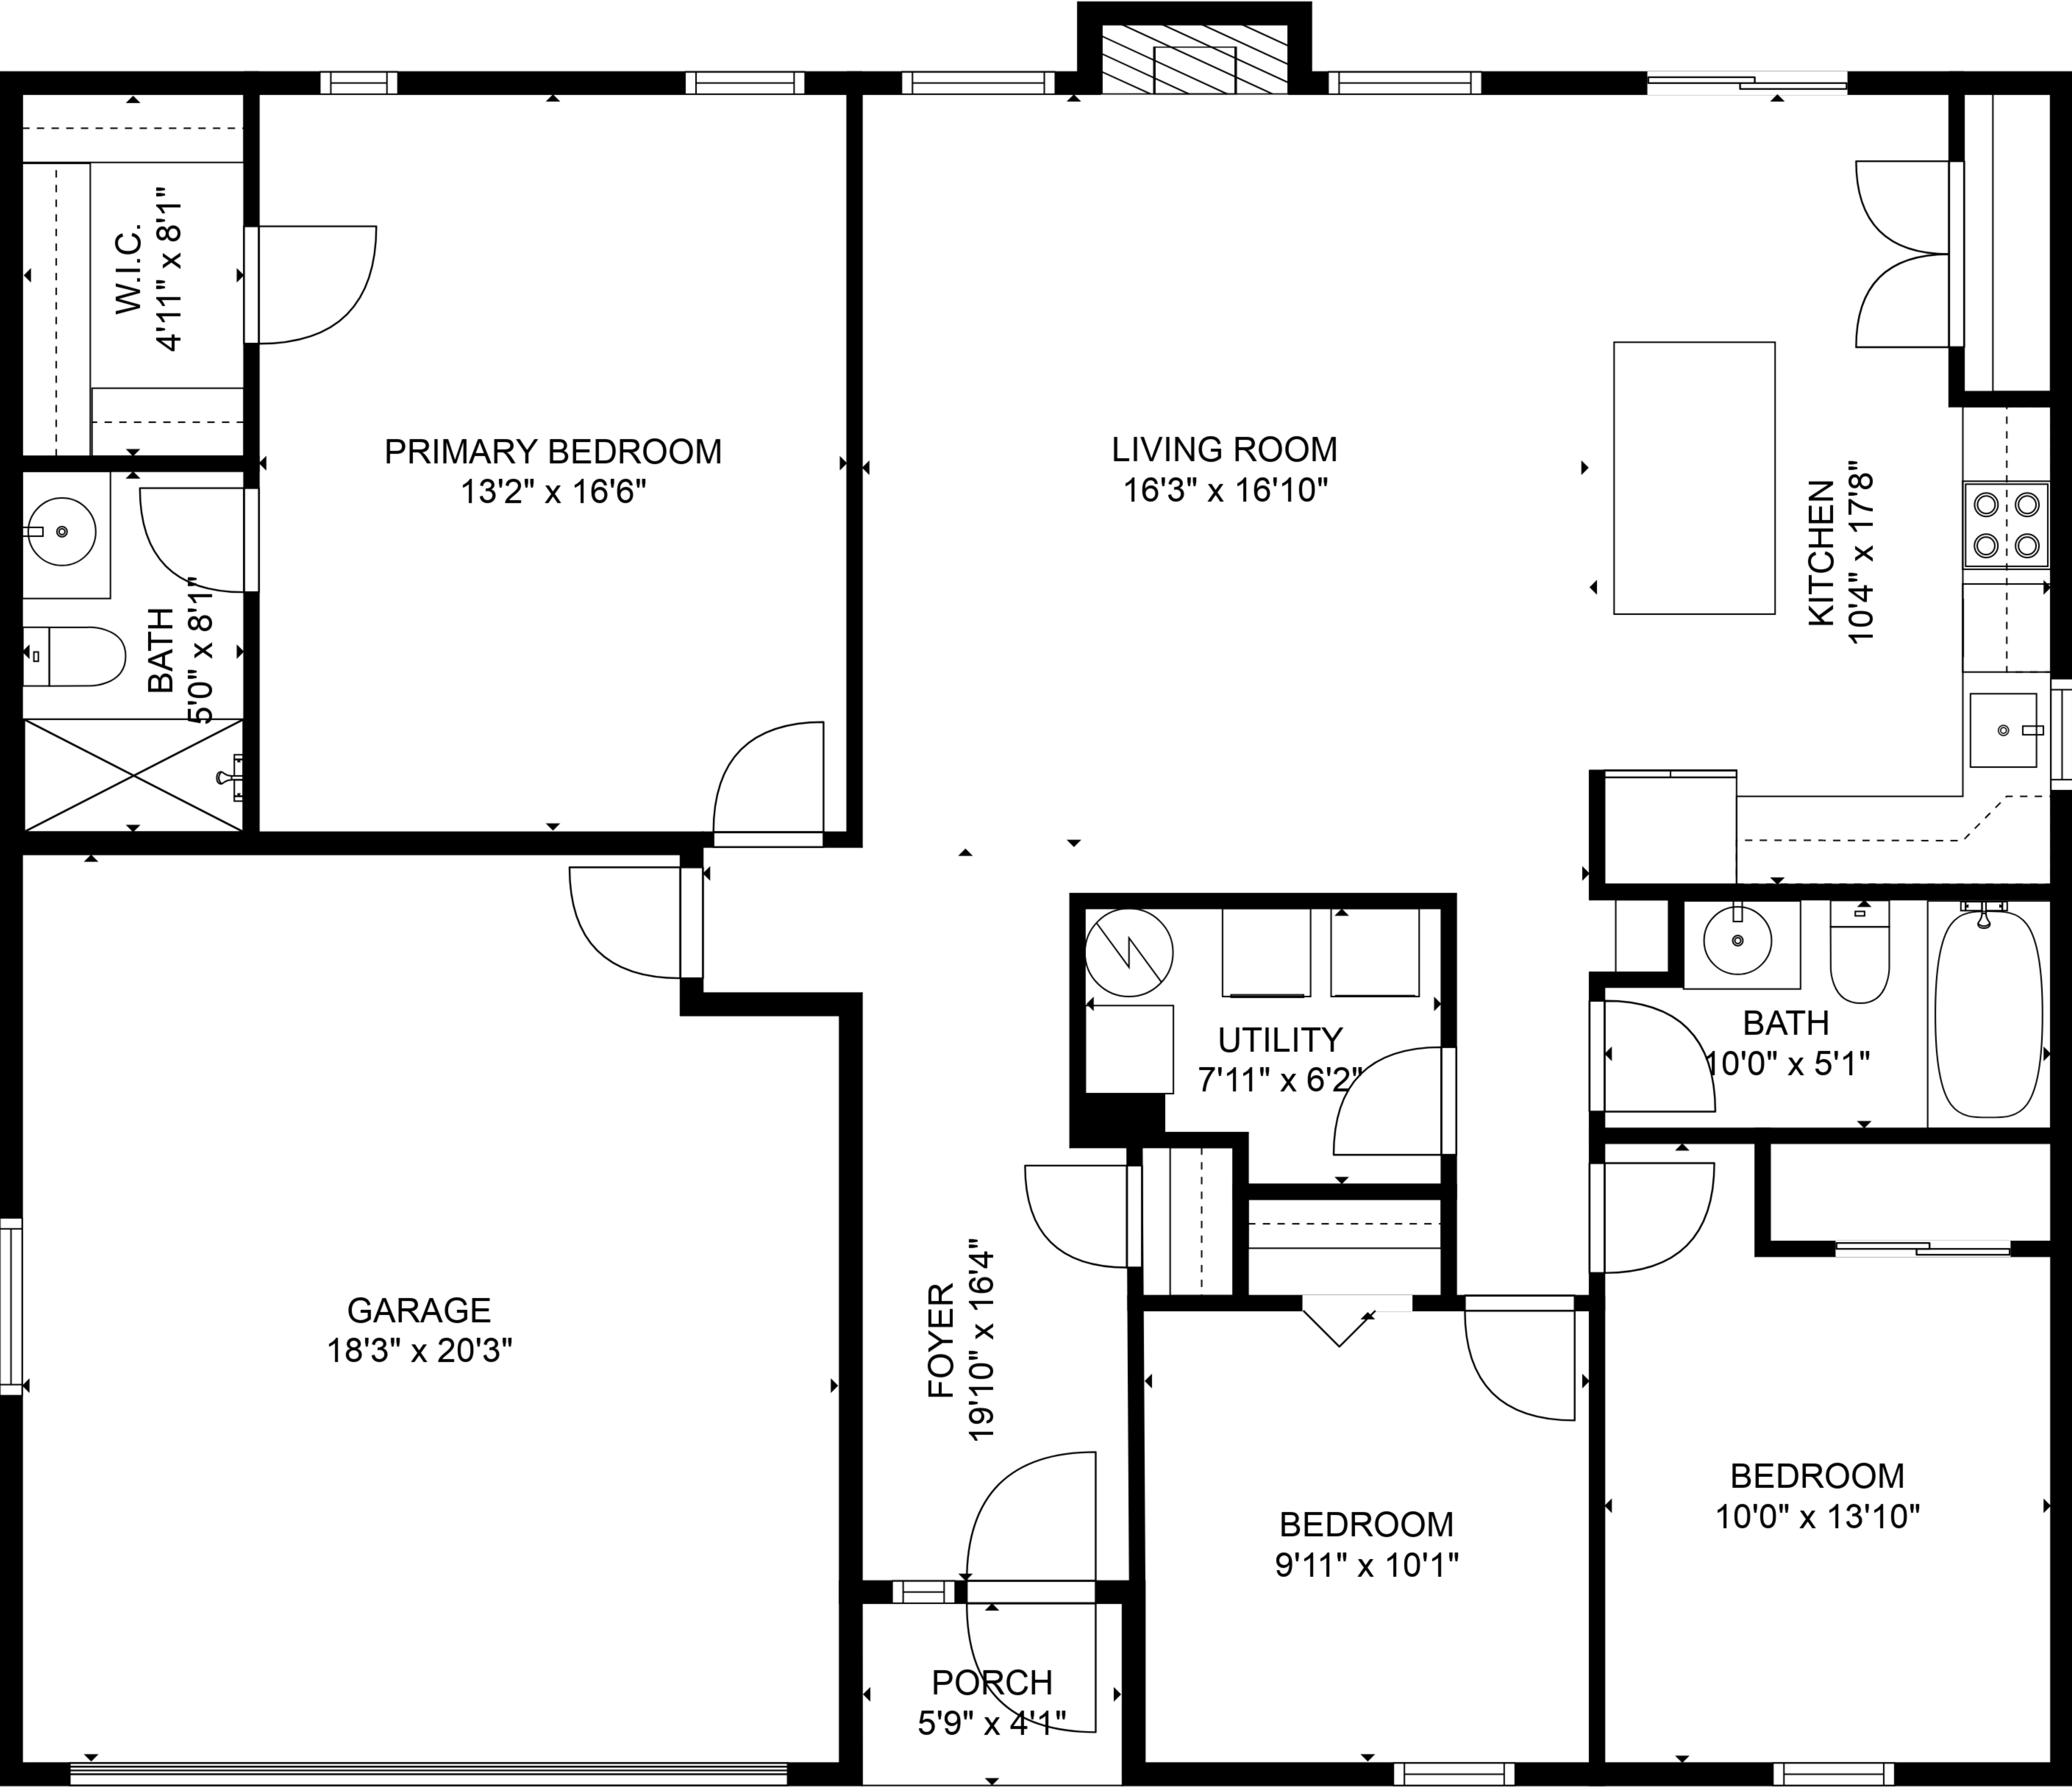 W.I.C.
4'11" x 8'1"
PRIMARY BEDROOM
13'2" x 16'6"
LIVING ROOM
16'3" x 16'10"
KITCHEN
10'4" x 17'8"
BATH
5'0" x 8'1"
UTILITY
7'11" x 6'2"
BATH
10'0" x 5'1"
GARAGE
18'3" x 20'3"
FOYER
19'10" x 16'4"
BEDROOM
9'11" x 10'1"
BEDROOM
10'0" x 13'10"
PORCH
5'9" x 4'1"